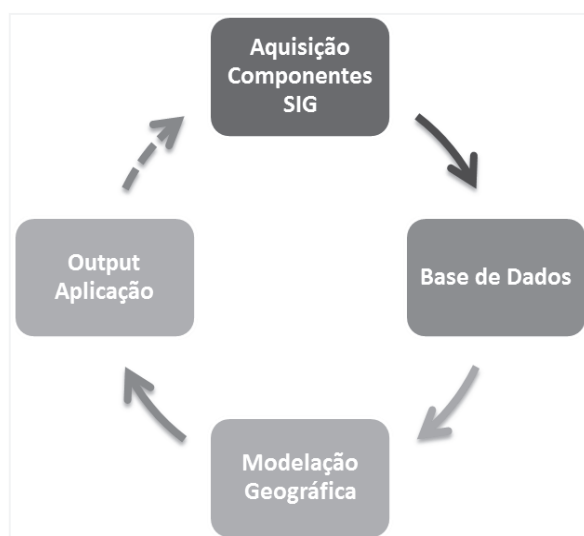 Aquisição
Componentes
SIG
Base de Dados
Modelação
Geográfica
Output
Aplicação